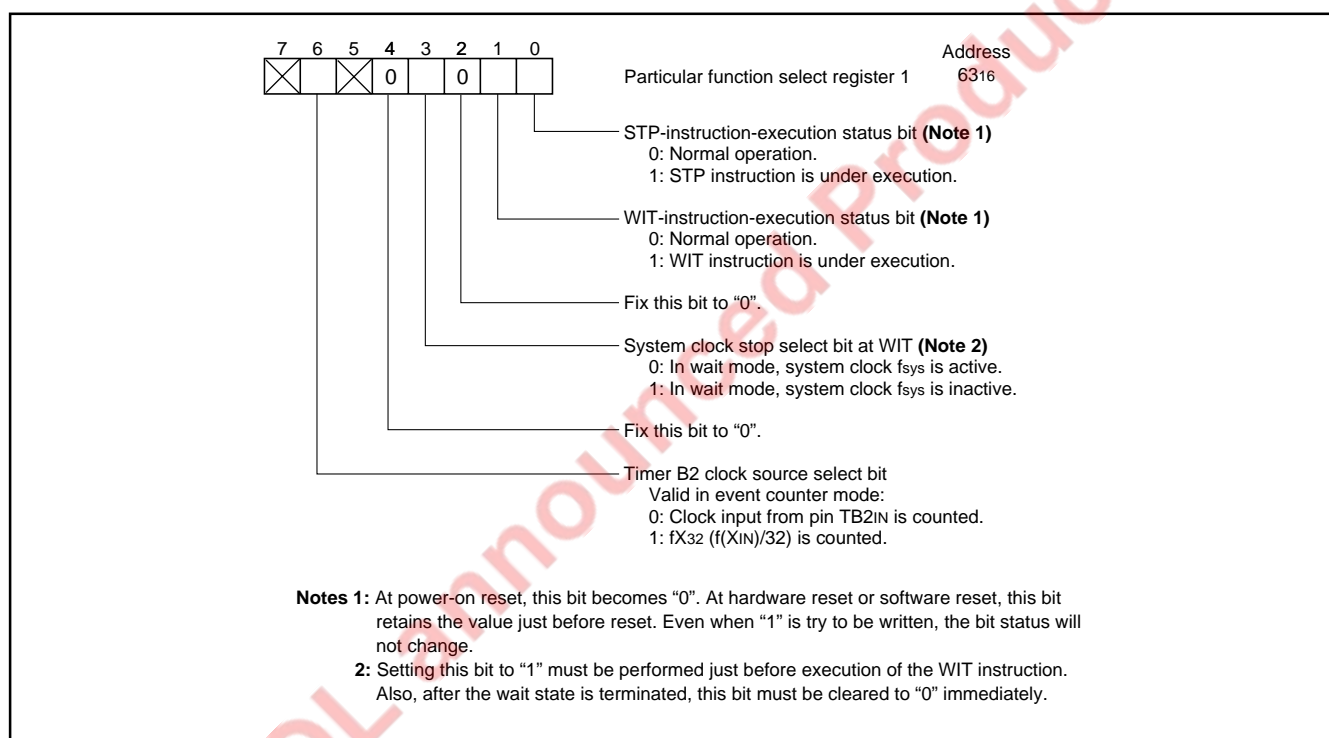 7 6 5 4 3 2 1 0
0 0
Address
Particular function select register 1 6316
STP-instruction-execution status bit (Note 1)
0: Normal operation.
1: STP instruction is under execution.
WIT-instruction-execution status bit (Note 1)
0: Normal operation.
1: WIT instruction is under execution.
Fix this bit to “0”.
System clock stop select bit at WIT (Note 2)
0: In wait mode, system clock fsys is active.
1: In wait mode, system clock fsys is inactive.
Fix this bit to “0”.
Timer B2 clock source select bit
Valid in event counter mode:
0: Clock input from pin TB2IN is counted.
1: fX32 (f(XIN)/32) is counted.
Notes 1: At power-on reset, this bit becomes “0”. At hardware reset or software reset, this bit
retains the value just before reset. Even when “1” is try to be written, the bit status will
not change.
2: Setting this bit to “1” must be performed just before execution of the WIT instruction.
Also, after the wait state is terminated, this bit must be cleared to “0” immediately.
OL announced Produc